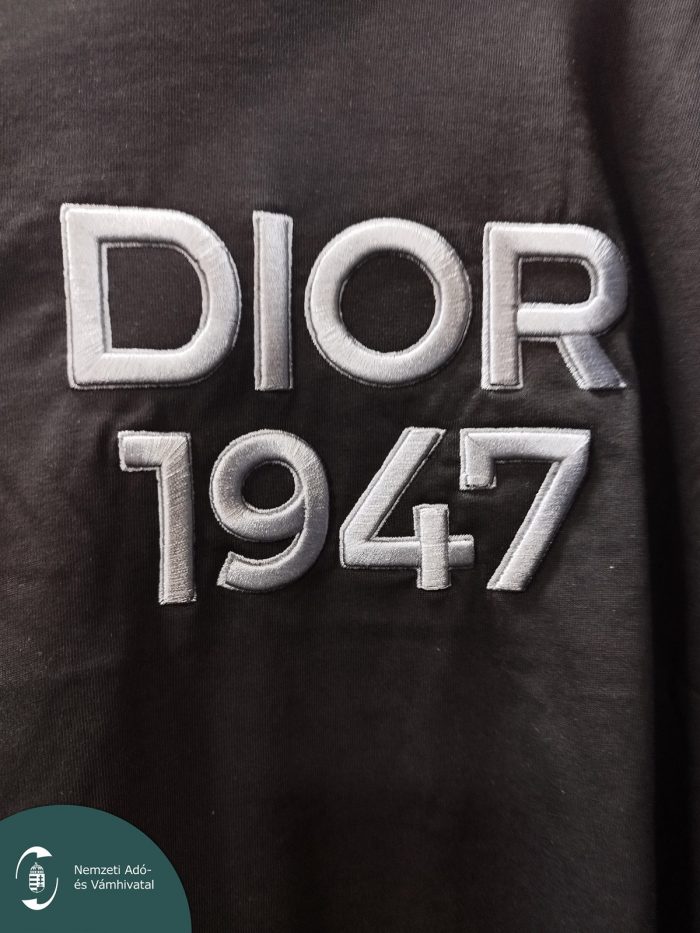 DIOR
1947
Nemzeti Adó-
és Vámhivatal